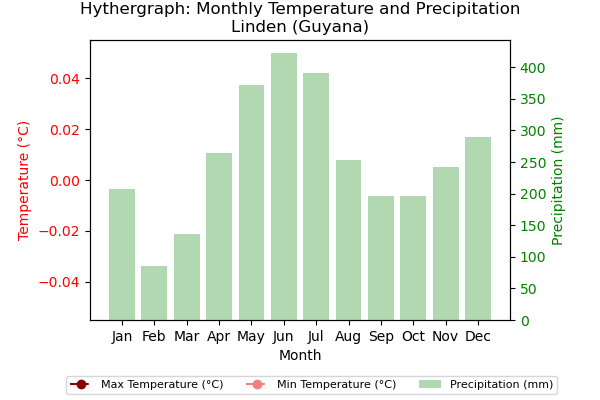 Hythergraph: Monthly Temperature and Precipitation
Linden (Guyana)
Temperature (°C)
0.04
0.02
0.00
−0.02
−0.04
400
350
300
250
200
150
100
50
0
Precipitation (mm)
Jan Feb Mar Apr May Jun Jul Aug Sep Oct Nov Dec
Month
Max Temperature (°C) Min Temperature (°C) Precipitation (mm)